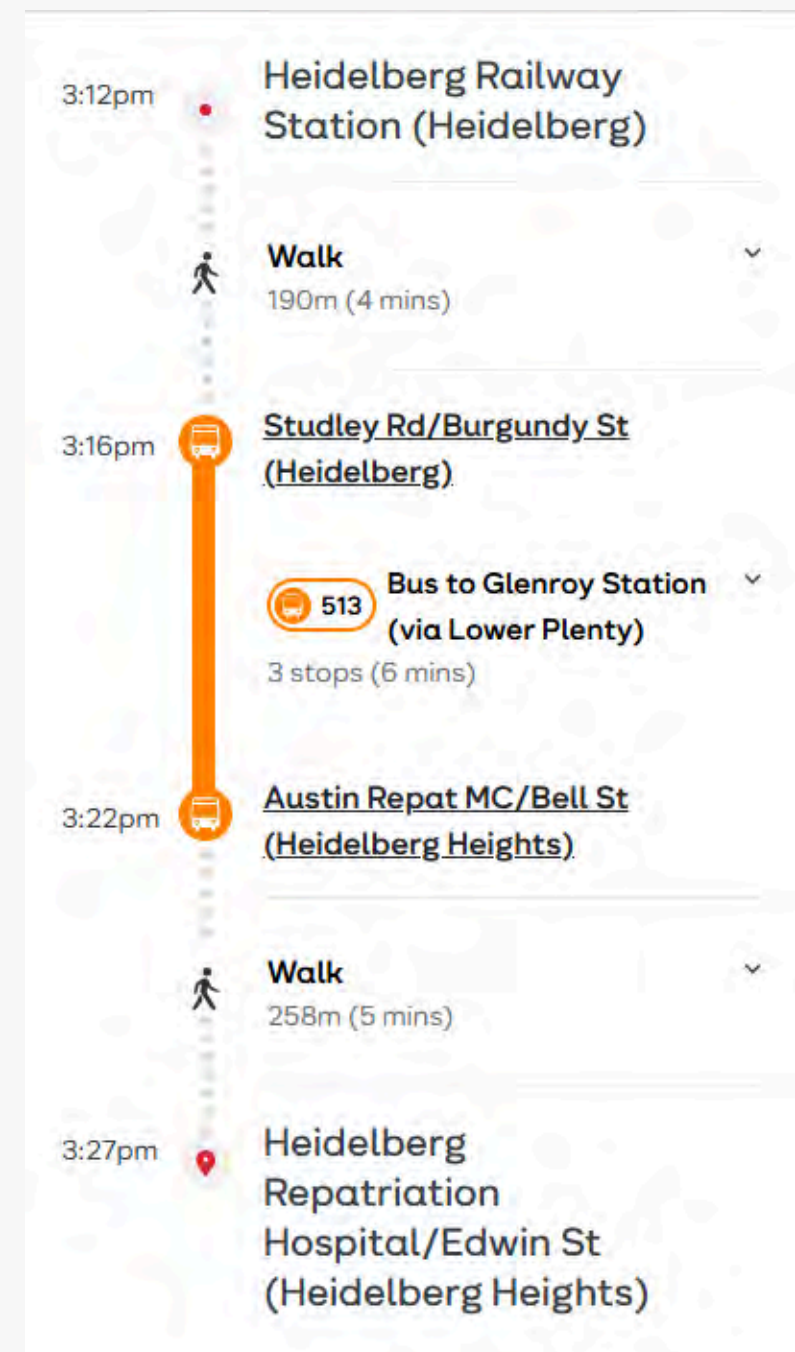 3:12pm
Heidelberg Railway
Station (Heidelberg)
Walk
190m (4 mins)
3:16pm
Studley Rd/Burgundy St
(Heidelberg)
513
Bus to Glenroy Station
(via Lower Plenty)
3 stops (6 mins)
3:22pm
Austin Repat MC/Bell St
(Heidelberg Heights)
Walk
258m (5 mins)
3:27pm
Heidelberg
Repatriation
Hospital/Edwin St
(Heidelberg Heights)